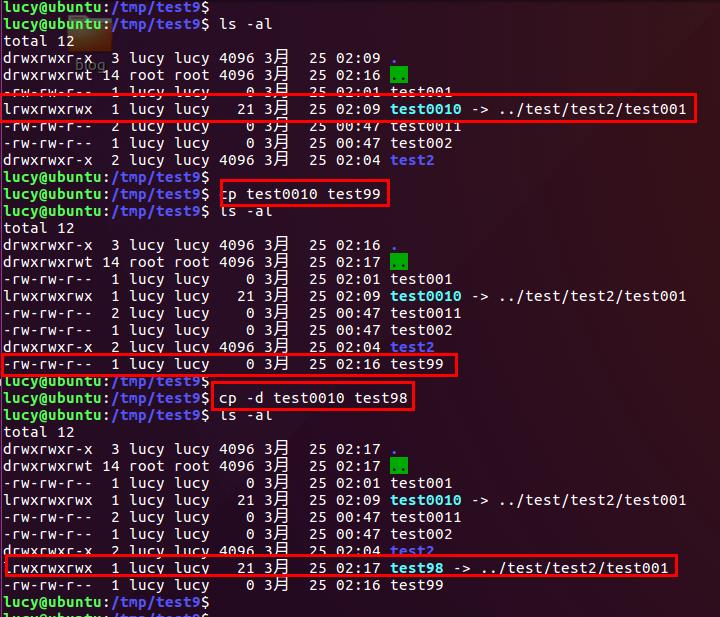 lucy@ubuntu:/tmp/test9$
lucy@ubuntu:/tmp/test9$ ls -al
total 12
drwxrwxr-x 3 lucy lucy 4096 3月 25 02:09 .
drwxrwxrwt 14 root root 4096 3月 25 02:16 ..
blog
-rw-rw-r-- 1 lucy lucy 0 3月 25 02:01 test001
lrwxrwxrwx 1 lucy lucy 21 3月 25 02:09 test0010 -> ../test/test2/test001
-rw-rw-r-- 2 lucy lucy 0 3月 25 00:47 test0011
-rw-rw-r-- 1 lucy lucy 0 3月 25 00:47 test002
drwxrwxr-x 2 lucy lucy 4096 3月 25 02:04 test2
lucy@ubuntu:/tmp/test9$
lucy@ubuntu:/tmp/test9$ cp test0010 test99
lucy@ubuntu:/tmp/test9$ ls -al
total 12
drwxrwxr-x 3 lucy lucy 4096 3月 25 02:16 .
drwxrwxrwt 14 root root 4096 3月 25 02:17 ..
-rw-rw-r-- 1 lucy lucy 0 3月 25 02:01 test001
lrwxrwxrwx 1 lucy lucy 21 3月 25 02:09 test0010 -> ../test/test2/test001
-rw-rw-r-- 2 lucy lucy 0 3月 25 00:47 test0011
-rw-rw-r-- 1 lucy lucy 0 3月 25 00:47 test002
drwxrwxr-x 2 lucy lucy 4096 3月 25 02:04 test2
-rw-rw-r-- 1 lucy lucy 0 3月 25 02:16 test99
lucy@ubuntu:/tmp/test9$
lucy@ubuntu:/tmp/test9$ cp -d test0010 test98
lucy@ubuntu:/tmp/test9$ ls -al
total 12
drwxrwxr-x 3 lucy lucy 4096 3月 25 02:17 .
drwxrwxrwt 14 root root 4096 3月 25 02:17 ..
-rw-rw-r-- 1 lucy lucy 0 3月 25 02:01 test001
lrwxrwxrwx 1 lucy lucy 21 3月 25 02:09 test0010 -> ../test/test2/test001
-rw-rw-r-- 2 lucy lucy 0 3月 25 00:47 test0011
-rw-rw-r-- 1 lucy lucy 0 3月 25 00:47 test002
drwxrwxr-x 2 lucy lucy 4096 3月 25 02:04 test2
lrwxrwxrwx 1 lucy lucy 21 3月 25 02:17 test98 -> ../test/test2/test001
-rw-rw-r-- 1 lucy lucy 0 3月 25 02:16 test99
lucy@ubuntu:/tmp/test9$